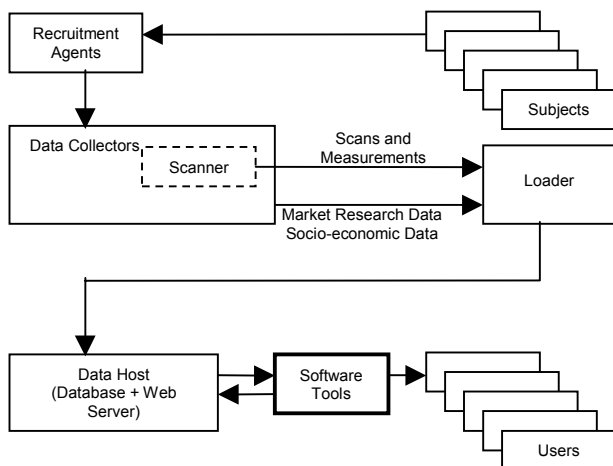 Recruitment
Agents
Subjects
Data Collectors
Scanner
Scans and
Measurements
Loader
Market Research Data
Socio-economic Data
Data Host
(Database + Web
Server)
Software
Tools
Users